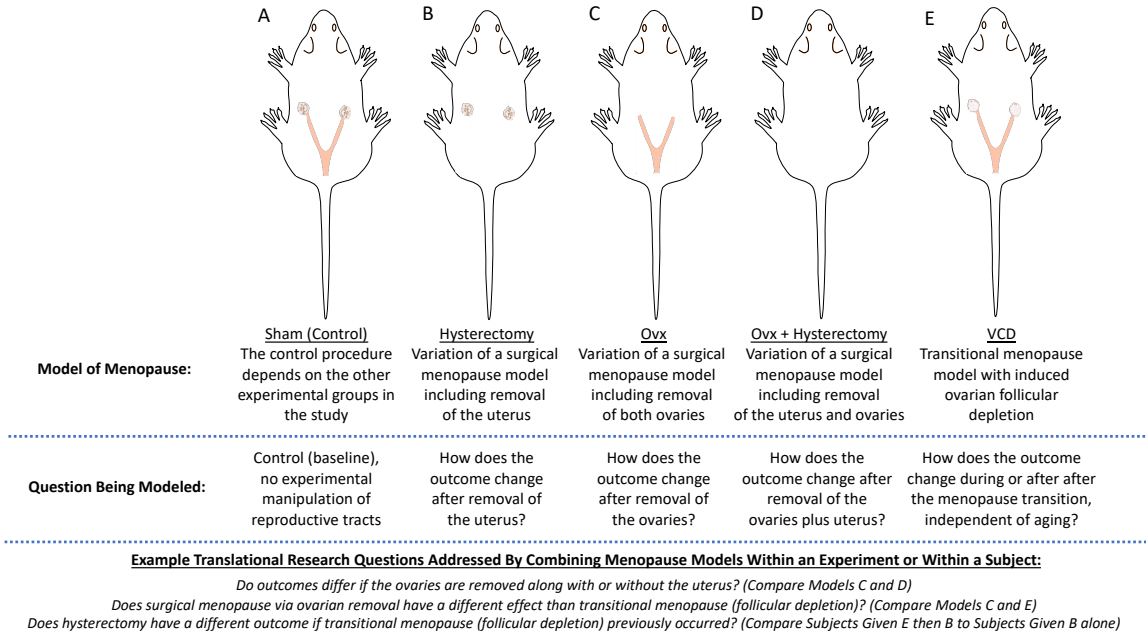 A
B
C
D
E
Sham (Control)
The control procedure
depends on the other
experimental groups in
the study
Hysterectomy
Variation of a surgical
menopause model
including removal
of the uterus
Ovx
Variation of a surgical
menopause model
including removal
of both ovaries
Ovx + Hysterectomy
Variation of a surgical
menopause model
including removal
of the uterus and ovaries
VCD
Transitional menopause
model with induced
ovarian follicular
depletion
Model of Menopause:
Question Being Modeled:
Control (baseline),
no experimental
manipulation of
reproductive tracts
How does the
outcome change
after removal of
the uterus?
How does the
outcome change
after removal of
the ovaries?
How does the
outcome change after
removal of the
ovaries plus uterus?
How does the outcome
change during or after after
the menopause transition,
independent of aging?
Example Translational Research Questions Addressed By Combining Menopause Models Within an Experiment or Within a Subject:
Do outcomes differ if the ovaries are removed along with or without the uterus? (Compare Models C and D)
Does surgical menopause via ovarian removal have a different effect than transitional menopause (follicular depletion)? (Compare Models C and E)
Does hysterectomy have a different outcome if transitional menopause (follicular depletion) previously occurred? (Compare Subjects Given E then B to Subjects Given B alone)